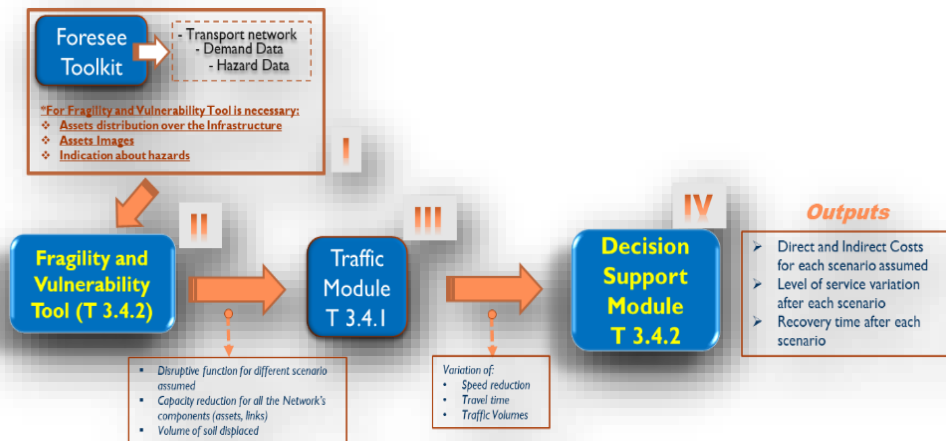 Foresee
Toolkit
- Transport network
- Demand Data
- Hazard Data
*For Fragility and Vulnerability Tool is necessary:
❖ Assets distribution over the Infrastructure
❖ Assets Images
❖ Indication about hazards
I
II
III
IV
Fragility and
Vulnerability
Tool (T 3.4.2)
Traffic
Module
T 3.4.1
Decision
Support
Module
T 3.4.2
Outputs
➢ Direct and Indirect Costs
for each scenario assumed
➢ Level of service variation
after each scenario
➢ Recovery time after each
scenario
▪ Disruptive function for different scenario
assumed
▪ Capacity reduction for all the Network's
components (assets, links)
▪ Volume of soil displaced
Variation of:
• Speed reduction
• Travel time
• Traffic Volumes